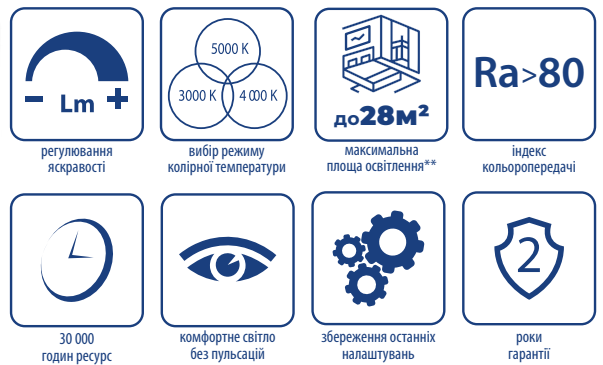 − Lm +
регулювання
яскравості
5000 K
3000 K 4 000 K
вибір режиму
колірної температури
до28м²
максимальна
площа освітлення**
Ra>80
індекс
кольоропередачі
30 000
годин ресурс
комфортне світло
без пульсацій
збереження останніх
налаштувань
2
роки
гарантії